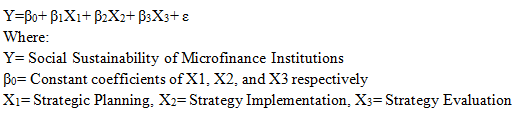 Y=β₀+ β₁X₁+ β₂X₂+ β₃X₃+ ε
Where:
Y= Social Sustainability of Microfinance Institutions
β₀= Constant coefficients of X1, X2, and X3 respectively
X₁= Strategic Planning, X₂= Strategy Implementation, X₃= Strategy Evaluation